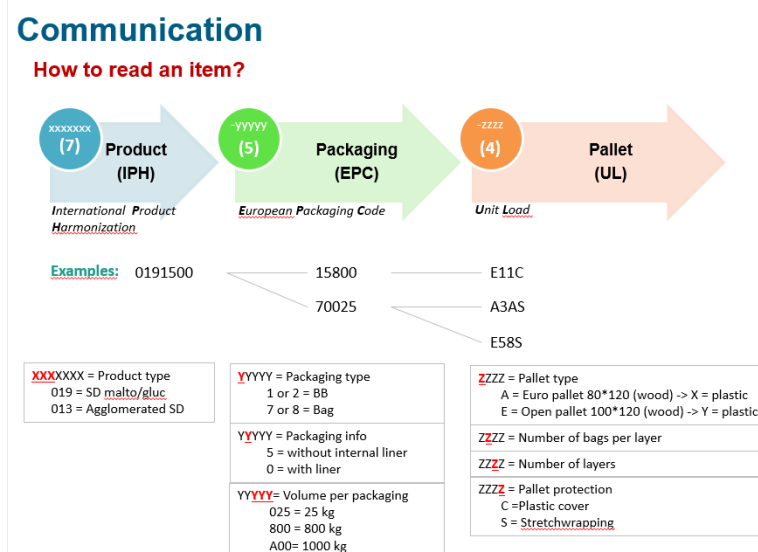 Communication
How to read an item?
xxxxxxx
(7)
Product
(IPH)
International Product
Harmonization
-yyyyy
(5)
Packaging
(EPC)
European Packaging Code
-zzzz
(4)
Pallet
(UL)
Unit Load
Examples: 0191500
15800
70025
E11C
A3AS
E58S
XXXXXXX = Product type
019 = SD malto/gluc
013 = Agglomerated SD
YYYYY = Packaging type
1 or 2 = BB
7 or 8 = Bag
YYYYY = Packaging info
5 = without internal liner
0 = with liner
YYYYY= Volume per packaging
025 = 25 kg
800 = 800 kg
A00= 1000 kg
ZZZZ = Pallet type
A = Euro pallet 80*120 (wood) -> X = plastic
E = Open pallet 100*120 (wood) -> Y = plastic
ZZZZ = Number of bags per layer
ZZZZ = Number of layers
ZZZZ = Pallet protection
C =Plastic cover
S = Stretchwrapping